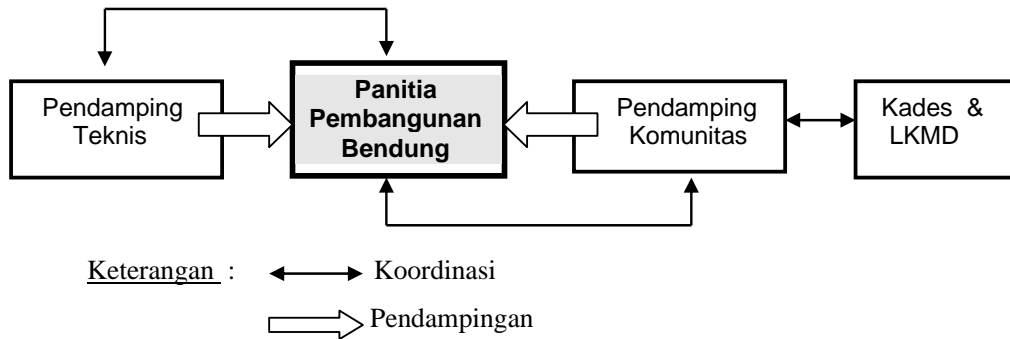 Pendamping
Teknis
Panitia
Pembangunan
Bendung
Pendamping
Komunitas
Kades &
LKMD
Keterangan :
Koordinasi
Pendampingan